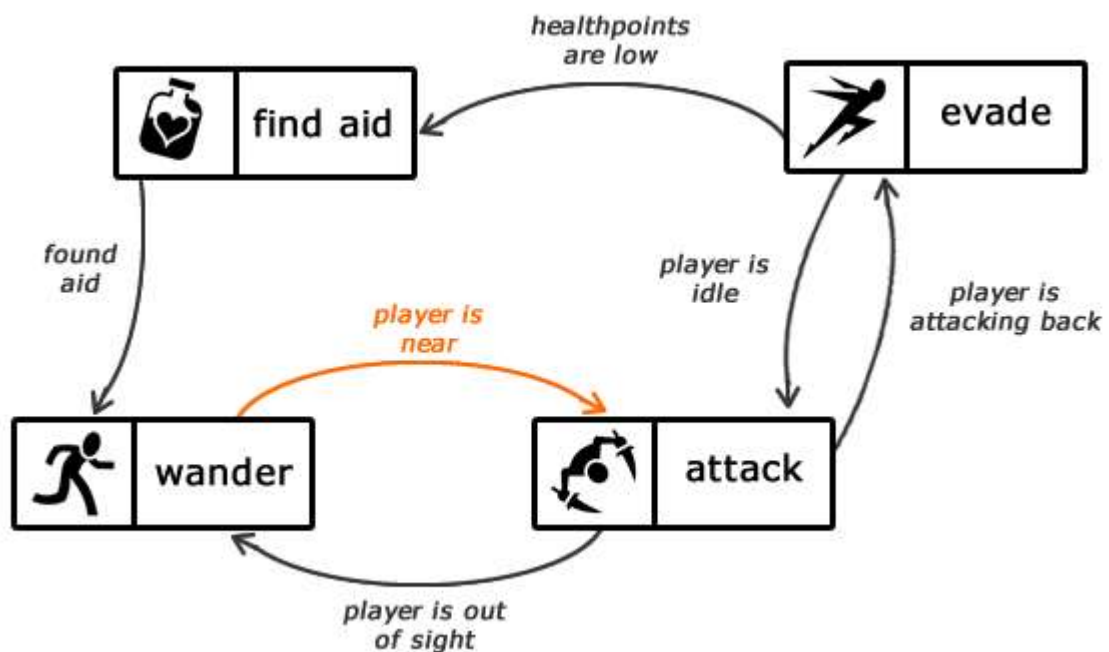 healthpoints
are low
find aid
evade
found
aid
player is
idle
player is
attacking back
player is
near
wander
attack
player is out
of sight